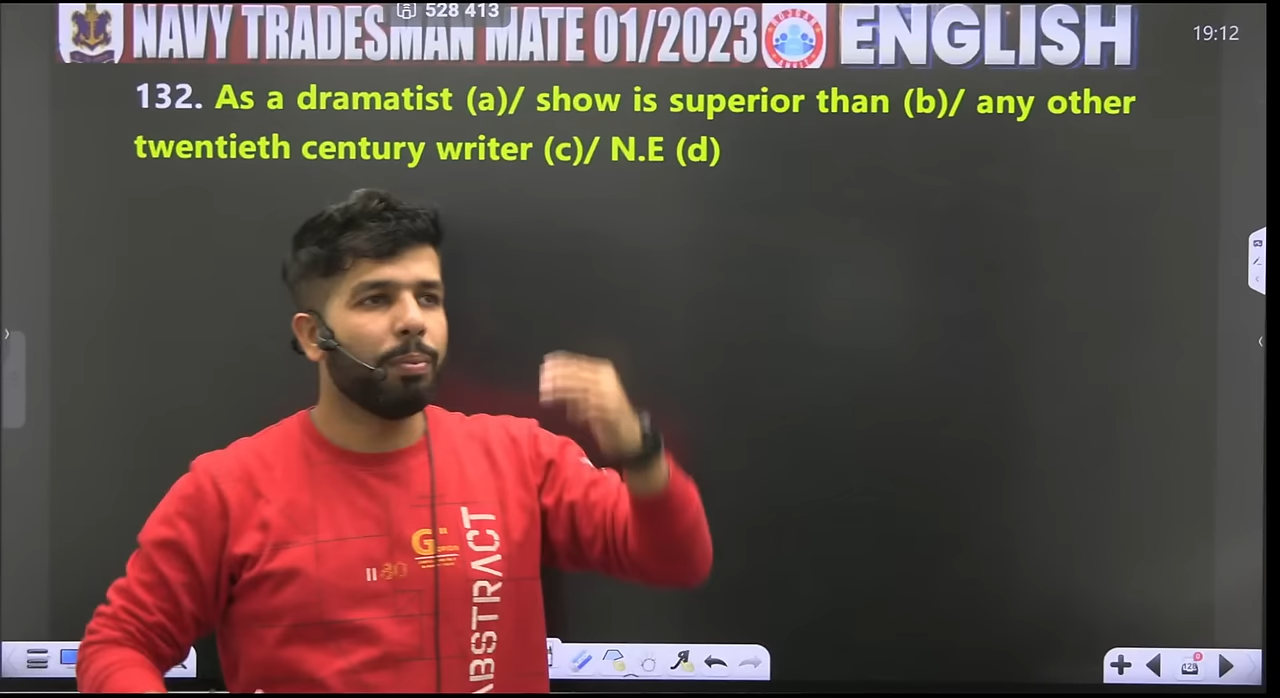 528 413
NAVY TRADESMAN MATE 01/2023 ENGLISH
19:12
132. As a dramatist (a)/ show is superior than (b)/ any other
twentieth century writer (c)/ N.E (d)
G
ABSTRACT
128